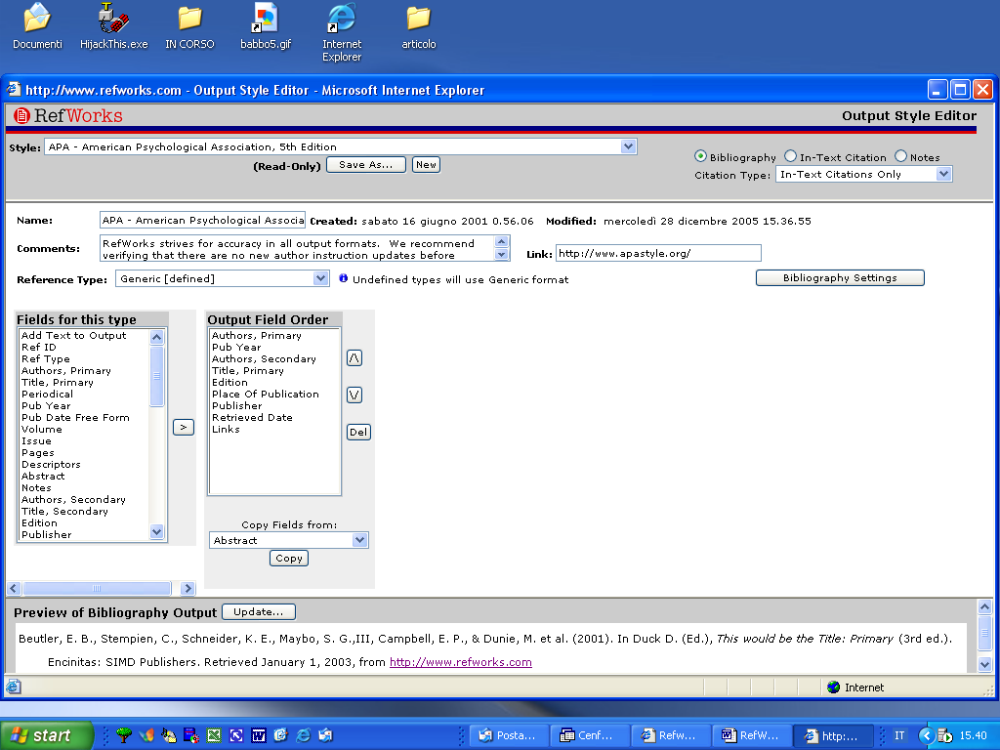 Documenti HijackThis.exe IN CORSO babbo5.gif Internet Explorer articolo
http://www.refworks.com - Output Style Editor - Microsoft Internet Explorer
RefWorks Output Style Editor
Style: APA - American Psychological Association, 5th Edition
(Read-Only) Save As... New
Bibliography In-Text Citation Notes
Citation Type: In-Text Citations Only
Name: APA - American Psychological Associa Created: sabato 16 giugno 2001 0.56.06 Modified: mercoledì 28 dicembre 2005 15.36.55
Comments: RefWorks strives for accuracy in all output formats. We recommend
verifying that there are no new author instruction updates before
Link: http://www.apastyle.org/
Reference Type: Generic [defined] Undefined types will use Generic format Bibliography Settings
Fields for this type
Add Text to Output
Ref ID
Ref Type
Authors, Primary
Title, Primary
Periodical
Pub Year
Pub Date Free Form
Volume
Issue
Pages
Descriptors
Abstract
Notes
Authors, Secondary
Title, Secondary
Edition
Publisher
>
Output Field Order
Authors, Primary
Pub Year
Authors, Secondary
Title, Primary
Edition
Place Of Publication
Publisher
Retrieved Date
Links
/\
\/
Del
Copy Fields from:
Abstract
Copy
Preview of Bibliography Output Update...
Beutler, E. B., Stempien, C., Schneider, K. E., Maybo, S. G.,III, Campbell, E. P., & Dunie, M. et al. (2001). In Duck D. (Ed.), This would be the Title: Primary (3rd ed.).
Encinitas: SIMD Publishers. Retrieved January 1, 2003, from http://www.refworks.com
Internet
start Posta... Cenf... Refw... RefW... http:... IT 15.40